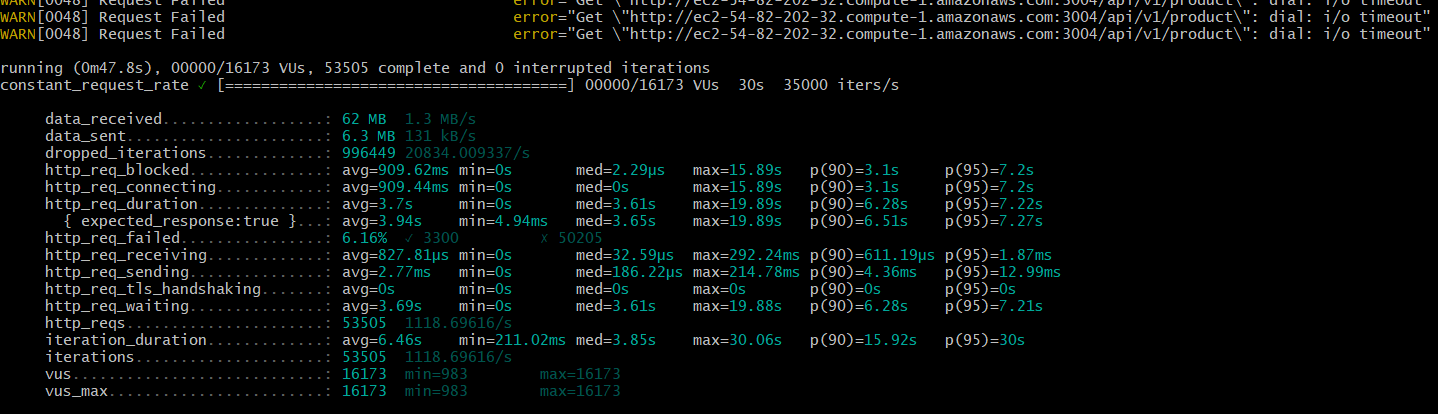 WARN[0048] Request Failed error="Get \"http://ec2-54-82-202-32.compute-1.amazonaws.com:3004/api/v1/product\": dial: i/o timeout"
WARN[0048] Request Failed error="Get \"http://ec2-54-82-202-32.compute-1.amazonaws.com:3004/api/v1/product\": dial: i/o timeout"
WARN[0048] Request Failed error="Get \"http://ec2-54-82-202-32.compute-1.amazonaws.com:3004/api/v1/product\": dial: i/o timeout"
running (0m47.8s), 00000/16173 VUs, 53505 complete and 0 interrupted iterations
constant_request_rate ✓ [======================================] 00000/16173 VUs 30s 35000 iters/s
data_received..................: 62 MB 1.3 MB/s
data_sent......................: 6.3 MB 131 kB/s
dropped_iterations.............: 996449 20834.009337/s
http_req_blocked...............: avg=909.62ms min=0s med=2.29µs max=15.89s p(90)=3.1s p(95)=7.2s
http_req_connecting............: avg=909.44ms min=0s med=0s max=15.89s p(90)=3.1s p(95)=7.2s
http_req_duration..............: avg=3.7s min=0s med=3.61s max=19.89s p(90)=6.28s p(95)=7.22s
{ expected_response:true }...: avg=3.94s min=4.94ms med=3.65s max=19.89s p(90)=6.51s p(95)=7.27s
http_req_failed................: 6.16% ✓ 3300 ✗ 50205
http_req_receiving.............: avg=827.81µs min=0s med=32.59µs max=292.24ms p(90)=611.19µs p(95)=1.87ms
http_req_sending...............: avg=2.77ms min=0s med=186.22µs max=214.78ms p(90)=4.36ms p(95)=12.99ms
http_req_tls_handshaking.......: avg=0s min=0s med=0s max=0s p(90)=0s p(95)=0s
http_req_waiting...............: avg=3.69s min=0s med=3.61s max=19.88s p(90)=6.28s p(95)=7.21s
http_reqs......................: 53505 1118.69616/s
iteration_duration.............: avg=6.46s min=211.02ms med=3.85s max=30.06s p(90)=15.92s p(95)=30s
iterations.....................: 53505 1118.69616/s
vus............................: 16173 min=983 max=16173
vus_max........................: 16173 min=983 max=16173